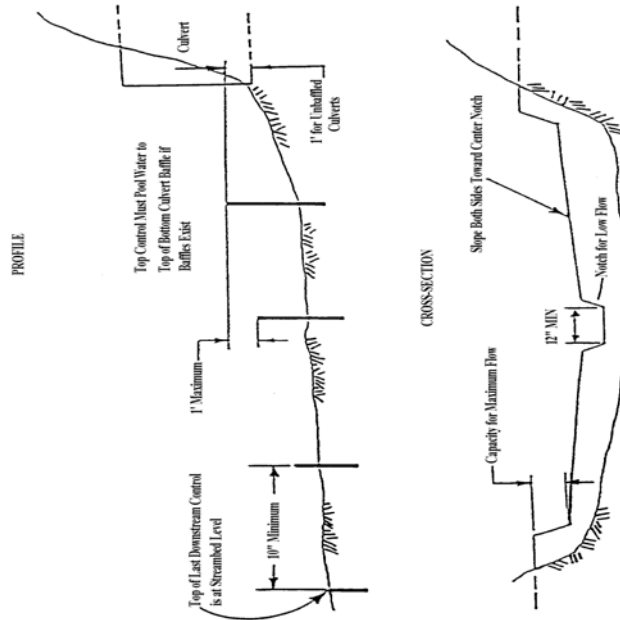 PROFILE
Top of Last Downstream Control
is at Streambed Level
10" Minimum
1' Maximum
Top Control Must Pool Water to
Top of Bottom Culvert Baffle if
Baffles Exist
Culvert
1' for Unbaffled
Culverts
CROSS-SECTION
Capacity for Maximum Flow
12" MIN
Notch for Low Flow
Slope Both Sides Toward Center Notch